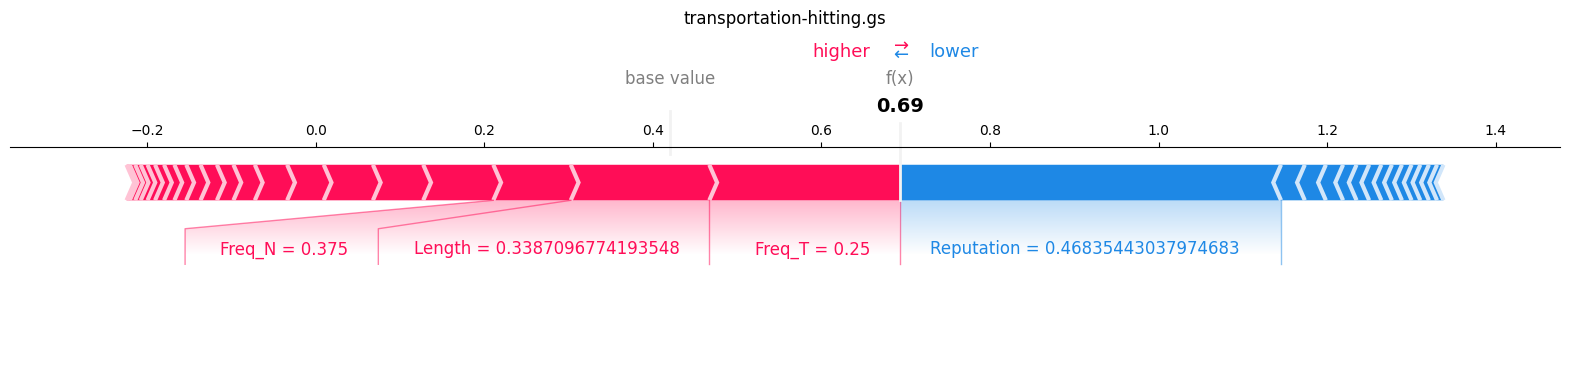 transportation-hitting.gs
higher ⇄ lower
base value f(x)
0.69
−0.2 0.0 0.2 0.4 0.6 0.8 1.0 1.2 1.4
Freq_N = 0.375 Length = 0.3387096774193548 Freq_T = 0.25 Reputation = 0.46835443037974683